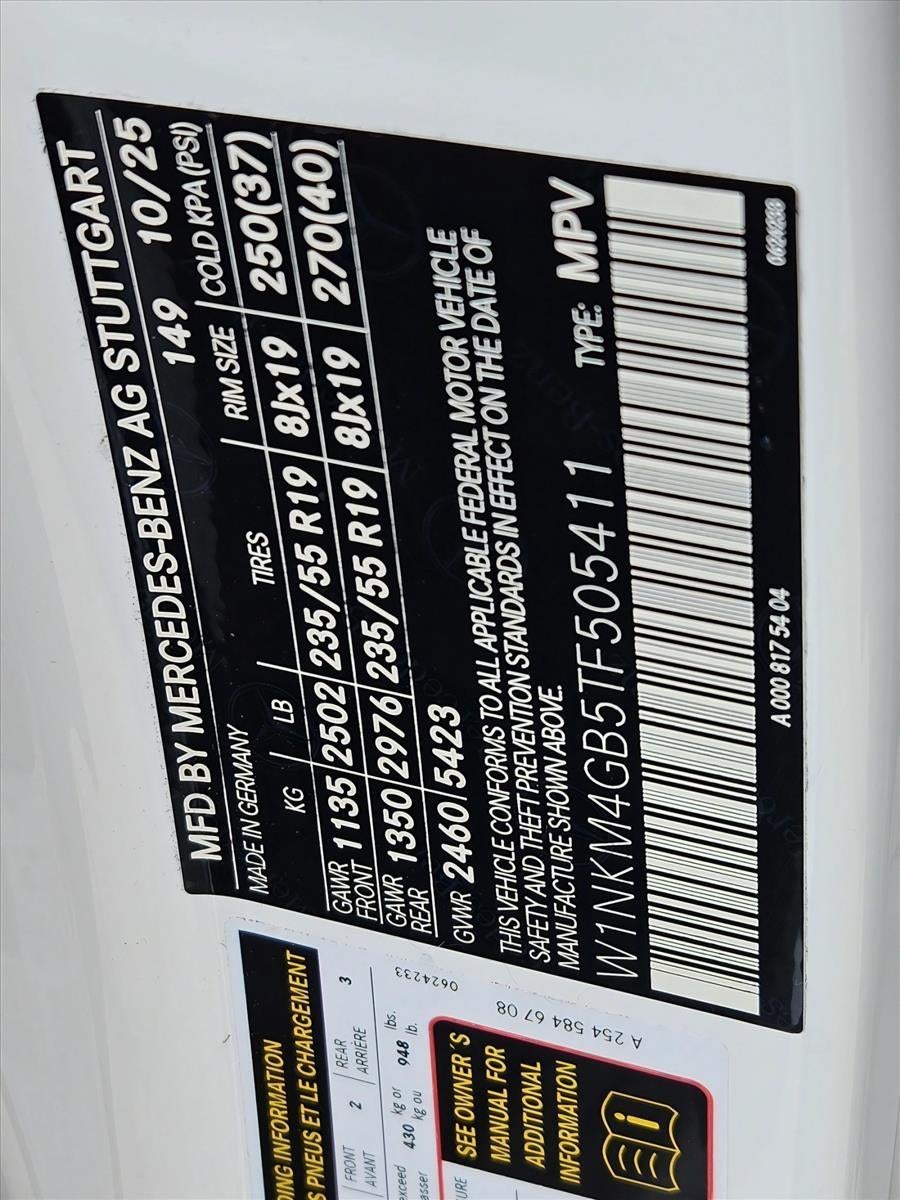 MFD BY MERCEDES-BENZ AG STUTTGART
MADE IN GERMANY 149 10/25
KG LB TIRES RIM SIZE COLD KPA(PSI)
GAWR FRONT 1135 2502 235/55 R19 8Jx19 250(37)
GAWR REAR 1350 2976 235/55 R19 8Jx19 270(40)
GVWR 2460 5423
THIS VEHICLE CONFORMS TO ALL APPLICABLE FEDERAL MOTOR VEHICLE
SAFETY AND THEFT PREVENTION STANDARDS IN EFFECT ON THE DATE OF
MANUFACTURE SHOWN ABOVE.
TYPE: MPV
W1NKM4GB5TF505411
A 000 817 54 04
DING INFORMATION
S PNEUS ET LE CHARGEMENT
FRONT 2 REAR 3
AVANT ARRIÈRE
exceed 430 kg or 948 lbs.
asser kg ou lb.
URE
SEE OWNER'S
MANUAL FOR
ADDITIONAL
INFORMATION
0624233
A 254 584 67 08